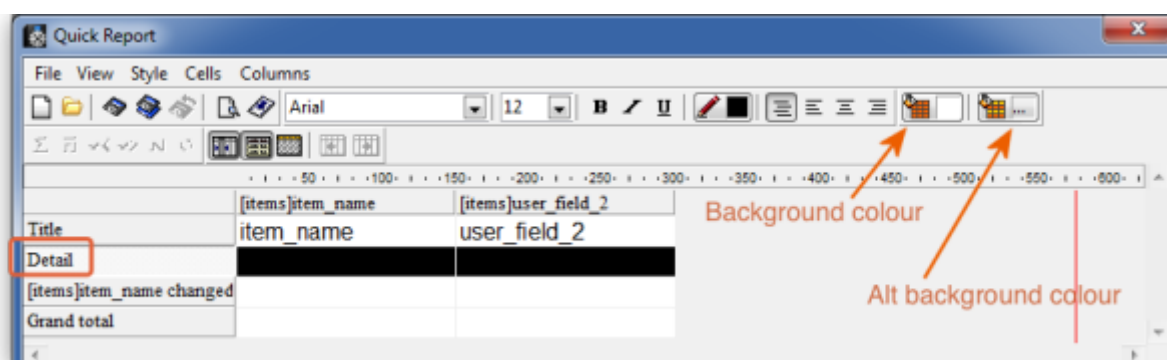 Quick Report
File View Style Cells Columns
Arial 12 B I U ...
50 100 150 200 250 300 350 400 450 500 550 600
[items]item_name [items]user_field_2
Background colour
Title item_name user_field_2
Detail
[items]item_name changed
Alt background colour
Grand total